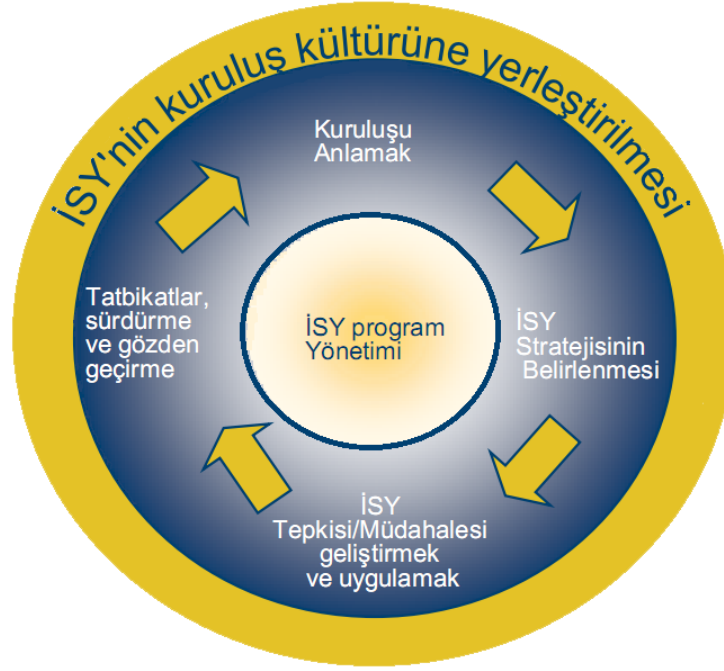 İSY'nin kuruluş kültürüne yerleştirilmesi
Kuruluşu
Anlamak
İSY
Stratejisinin
Belirlenmesi
İSY
Tepkisi/Müdahalesi
geliştirmek
ve uygulamak
Tatbikatlar,
sürdürme
ve gözden
geçirme
İSY program
Yönetimi